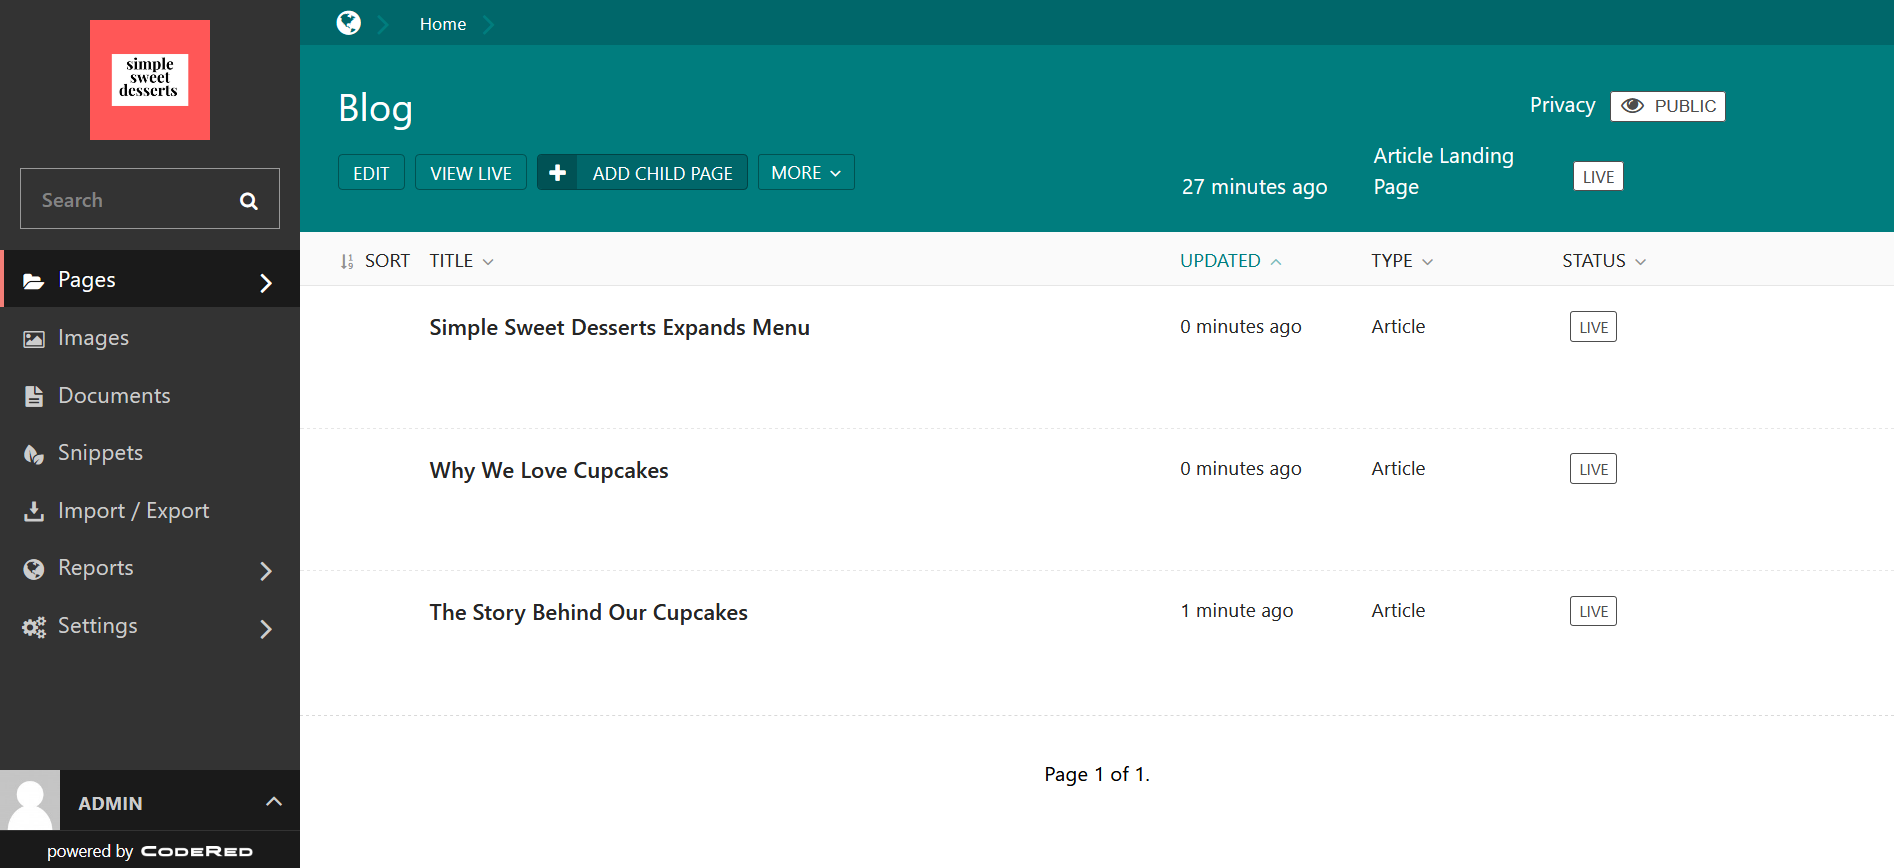 simple
sweet
desserts
Search
Pages
Images
Documents
Snippets
Import / Export
Reports
Settings
ADMIN
powered by CODERED
Home
Blog
Privacy PUBLIC
EDIT VIEW LIVE ADD CHILD PAGE MORE
27 minutes ago
Article Landing
Page
LIVE
SORT TITLE UPDATED TYPE STATUS
Simple Sweet Desserts Expands Menu 0 minutes ago Article LIVE
Why We Love Cupcakes 0 minutes ago Article LIVE
The Story Behind Our Cupcakes 1 minute ago Article LIVE
Page 1 of 1.